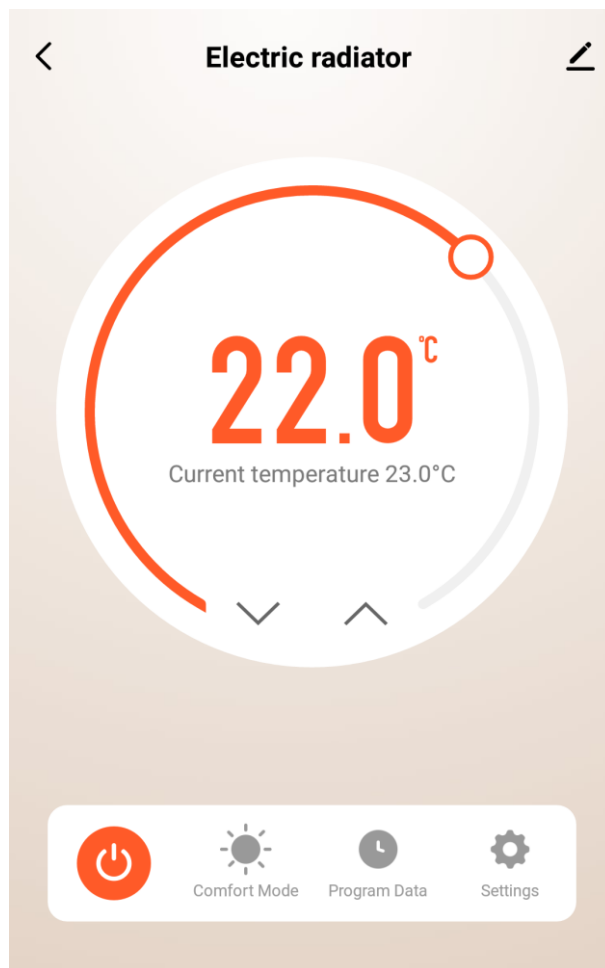 Electric radiator
22.0°C
Current temperature 23.0°C
Comfort Mode
Program Data
Settings